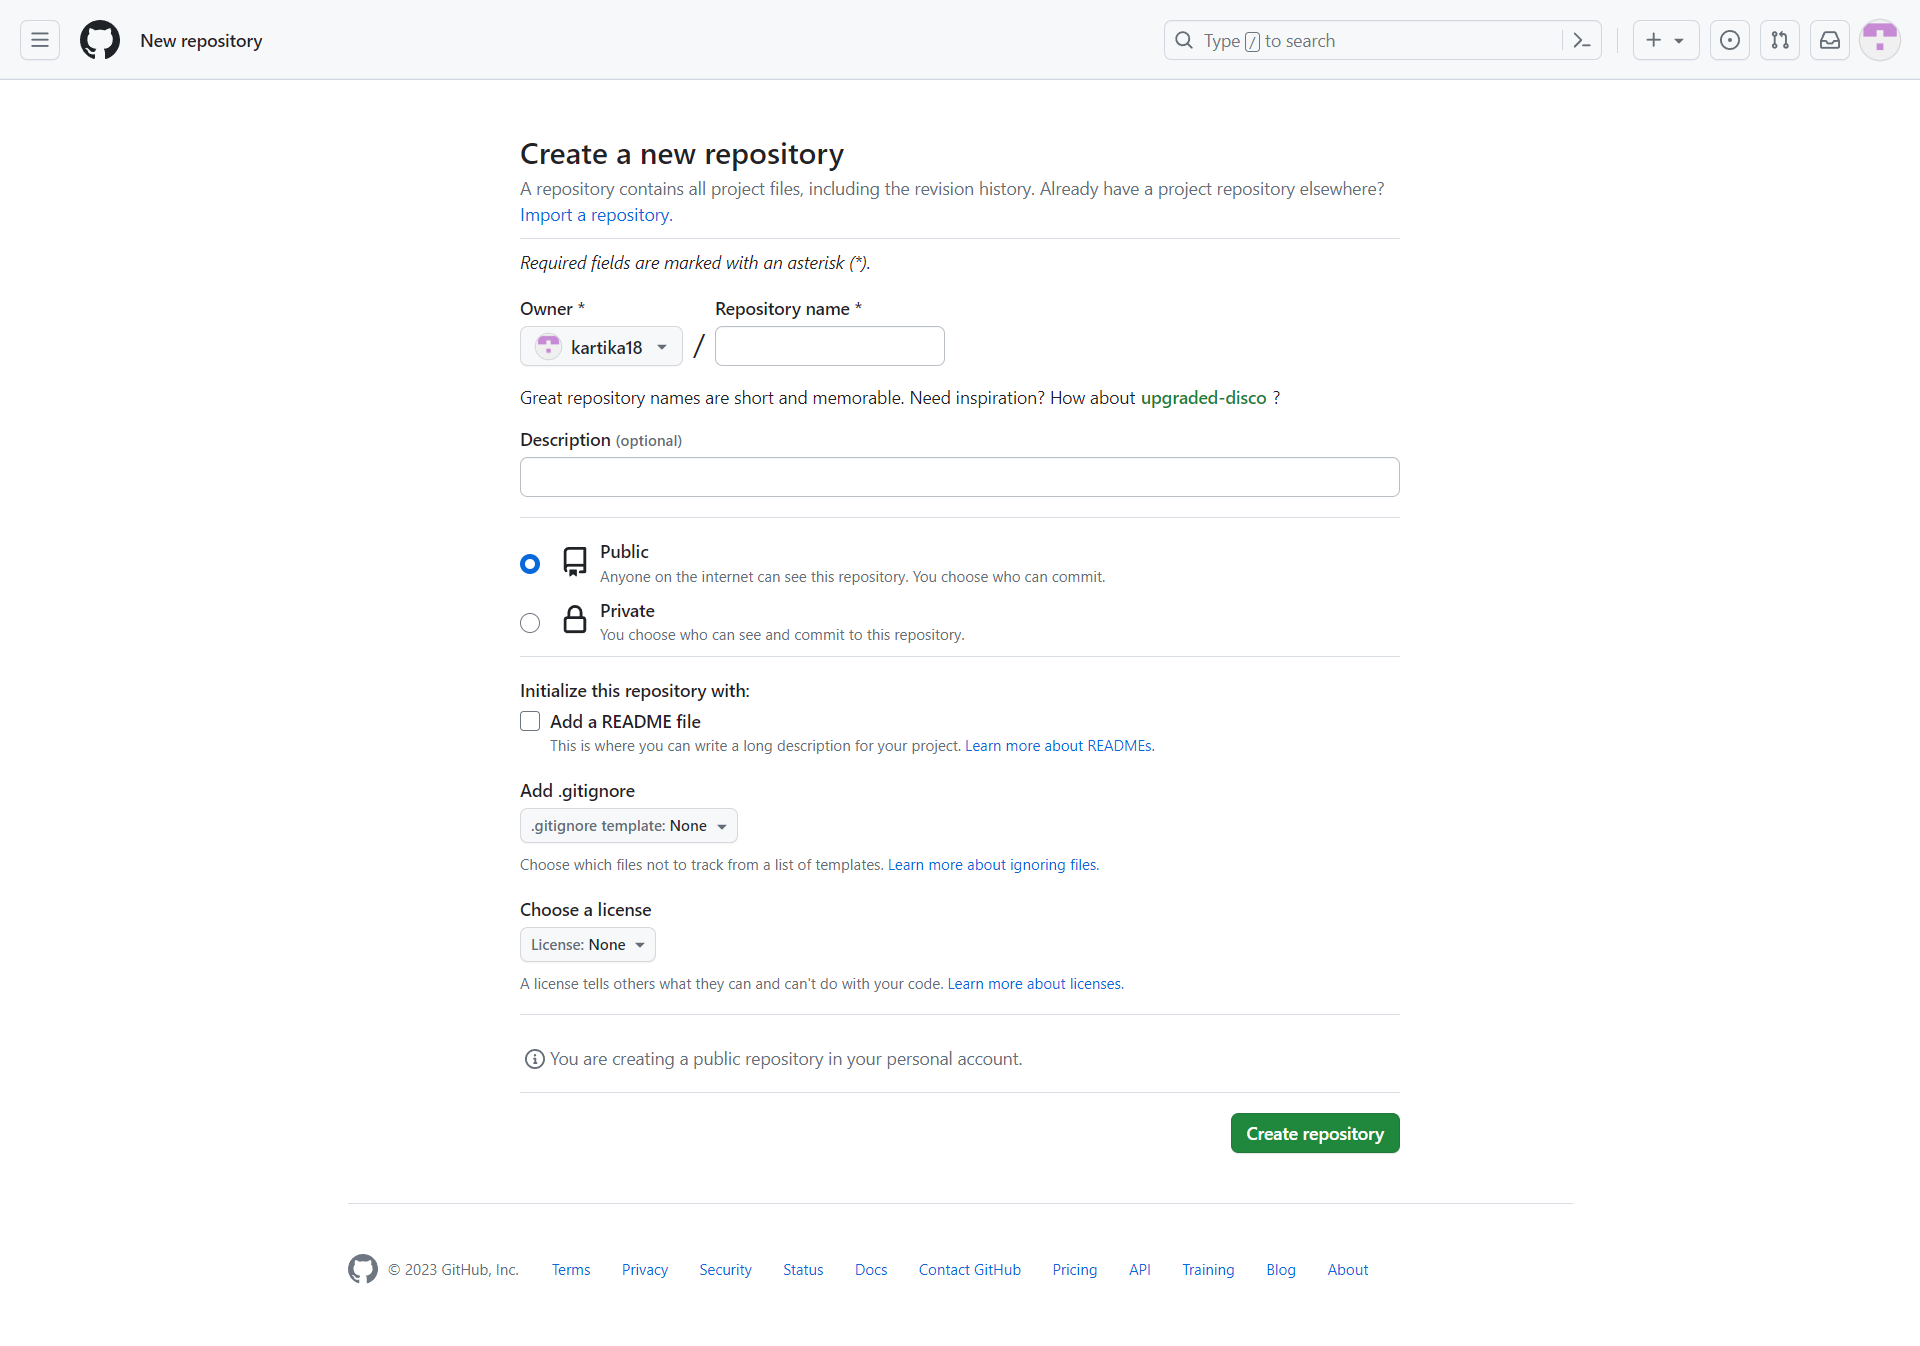 New repository
Type / to search
Create a new repository
A repository contains all project files, including the revision history. Already have a project repository elsewhere?
Import a repository.
Required fields are marked with an asterisk (*).
Owner * Repository name *
kartika18 /
Great repository names are short and memorable. Need inspiration? How about upgraded-disco ?
Description (optional)
Public
Anyone on the internet can see this repository. You choose who can commit.
Private
You choose who can see and commit to this repository.
Initialize this repository with:
Add a README file
This is where you can write a long description for your project. Learn more about READMEs.
Add .gitignore
.gitignore template: None
Choose which files not to track from a list of templates. Learn more about ignoring files.
Choose a license
License: None
A license tells others what they can and can't do with your code. Learn more about licenses.
You are creating a public repository in your personal account.
Create repository
© 2023 GitHub, Inc. Terms Privacy Security Status Docs Contact GitHub Pricing API Training Blog About